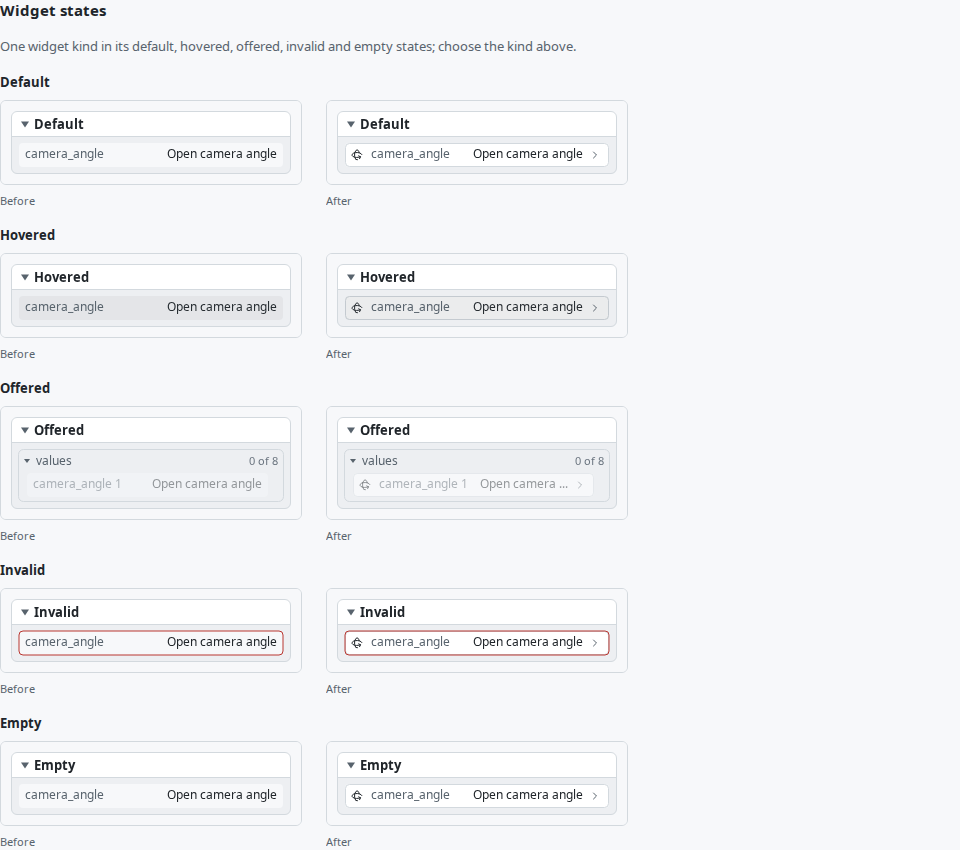 Widget states
One widget kind in its default, hovered, offered, invalid and empty states; choose the kind above.
Default
Default
camera_angle Open camera angle
Before
Default
camera_angle Open camera angle
After
Hovered
Hovered
camera_angle Open camera angle
Before
Hovered
camera_angle Open camera angle
After
Offered
Offered
values 0 of 8
camera_angle 1 Open camera angle
Before
Offered
values 0 of 8
camera_angle 1 Open camera ...
After
Invalid
Invalid
camera_angle Open camera angle
Before
Invalid
camera_angle Open camera angle
After
Empty
Empty
camera_angle Open camera angle
Before
Empty
camera_angle Open camera angle
After